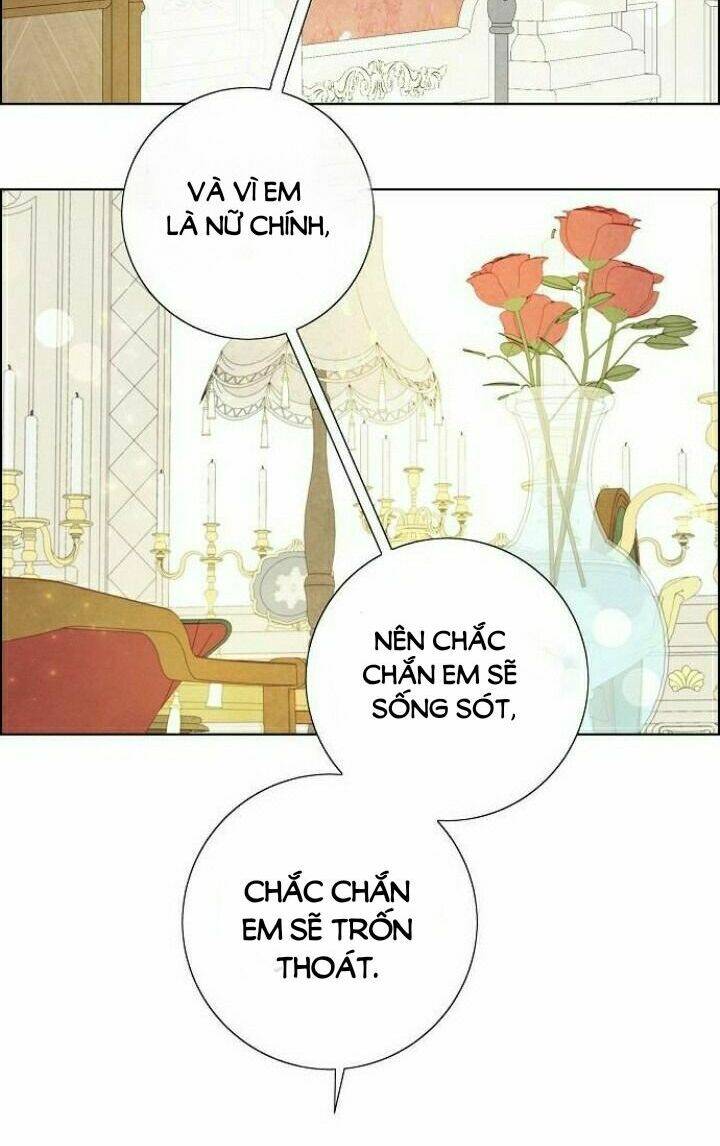 VÀ VÌ EM
LÀ NỮ CHÍNH,
NÊN CHẮC
CHẮN EM SẼ
SỐNG SÓT,
CHẮC CHẮN
EM SẼ TRỐN
THOÁT.